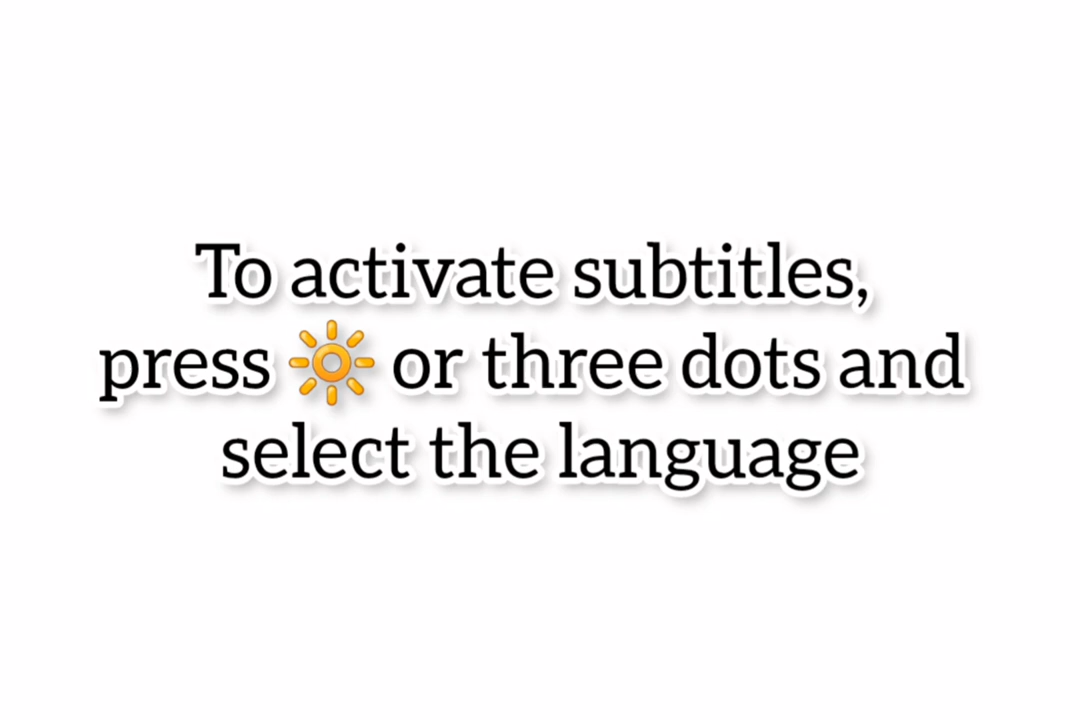 To activate subtitles,
press 🔆 or three dots and
select the language